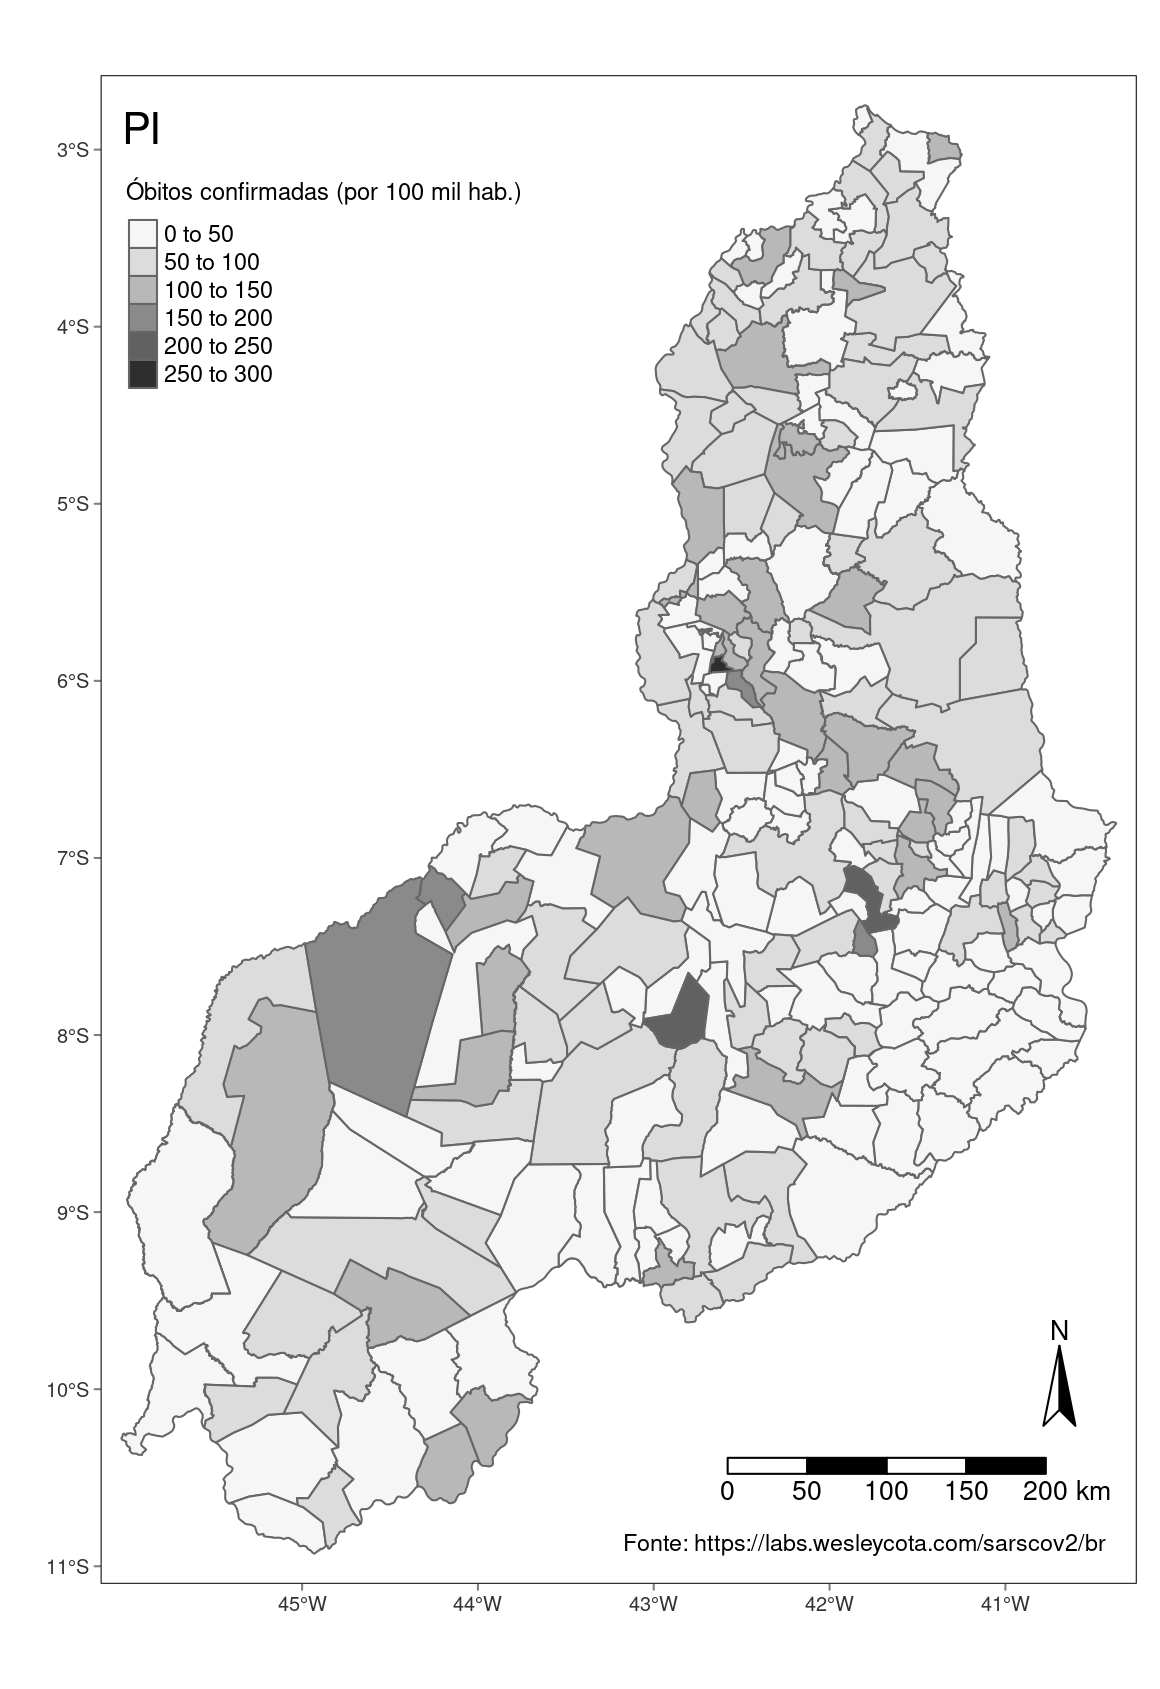 PI
Óbitos confirmadas (por 100 mil hab.)
0 to 50
50 to 100
100 to 150
150 to 200
200 to 250
250 to 300
3°S
4°S
5°S
6°S
7°S
8°S
9°S
10°S
11°S
N
0 50 100 150 200 km
Fonte: https://labs.wesleycota.com/sarscov2/br
45°W 44°W 43°W 42°W 41°W